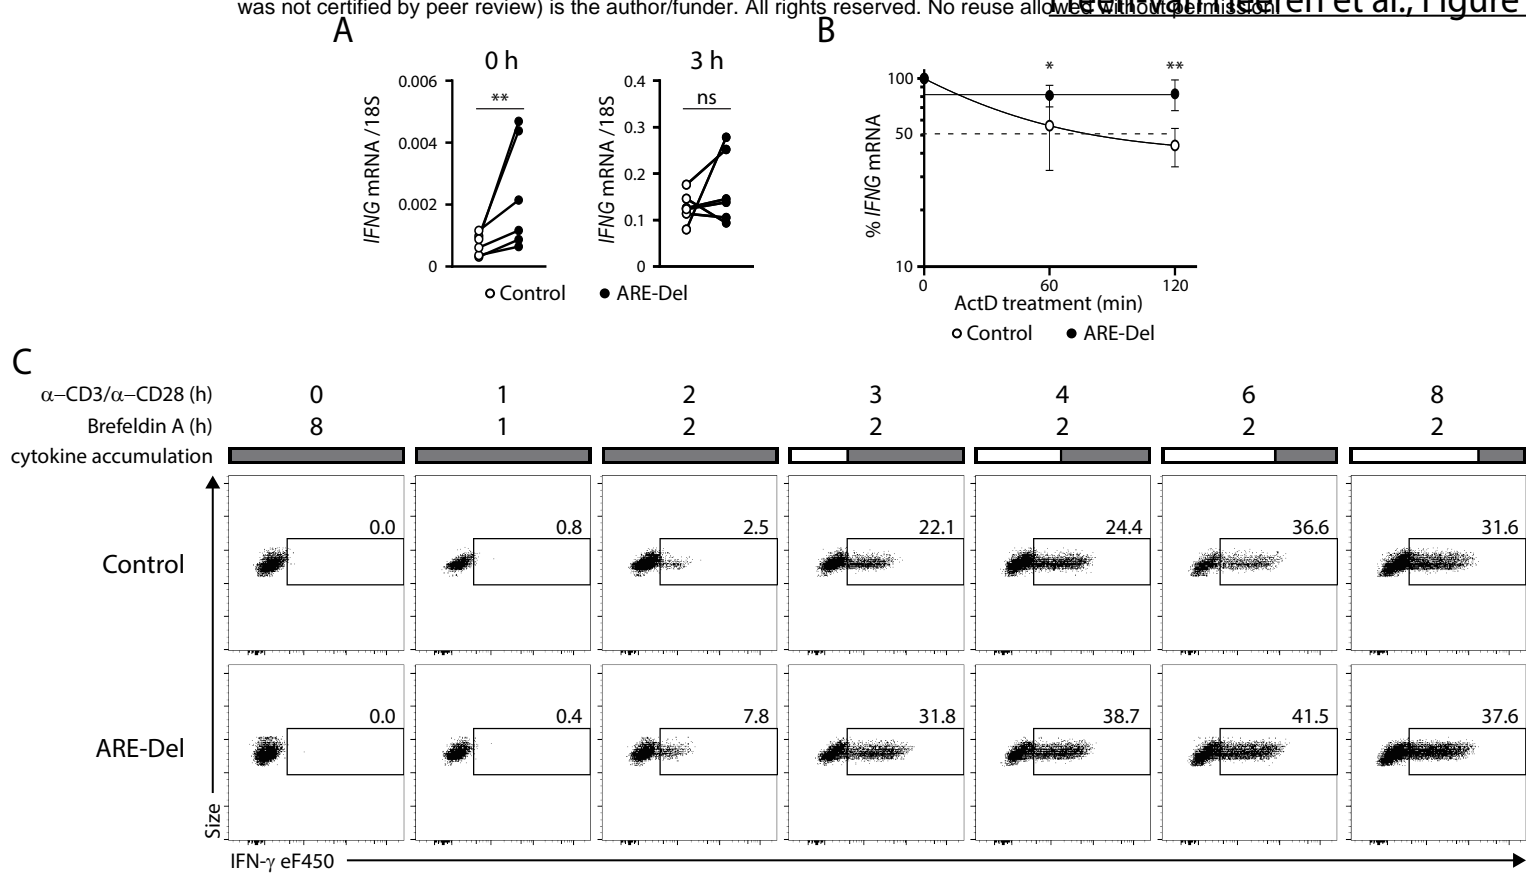 was not certified by peer review) is the author/funder. All rights reserved. No reuse allowed without permission.
et al., Figure
A
0 h
3 h
0.006
0.004
0.002
0
IFNG mRNA /18S
**
0.4
0.3
0.2
0.1
0
IFNG mRNA /18S
ns
Control ARE-Del
B
100
50
10
% IFNG mRNA
* **
0 60 120
ActD treatment (min)
Control ARE-Del
C
α−CD3/α−CD28 (h) 0 1 2 3 4 6 8
Brefeldin A (h) 8 1 2 2 2 2 2
cytokine accumulation
Control 0.0 0.8 2.5 22.1 24.4 36.6 31.6
ARE-Del 0.0 0.4 7.8 31.8 38.7 41.5 37.6
Size
IFN-γ eF450